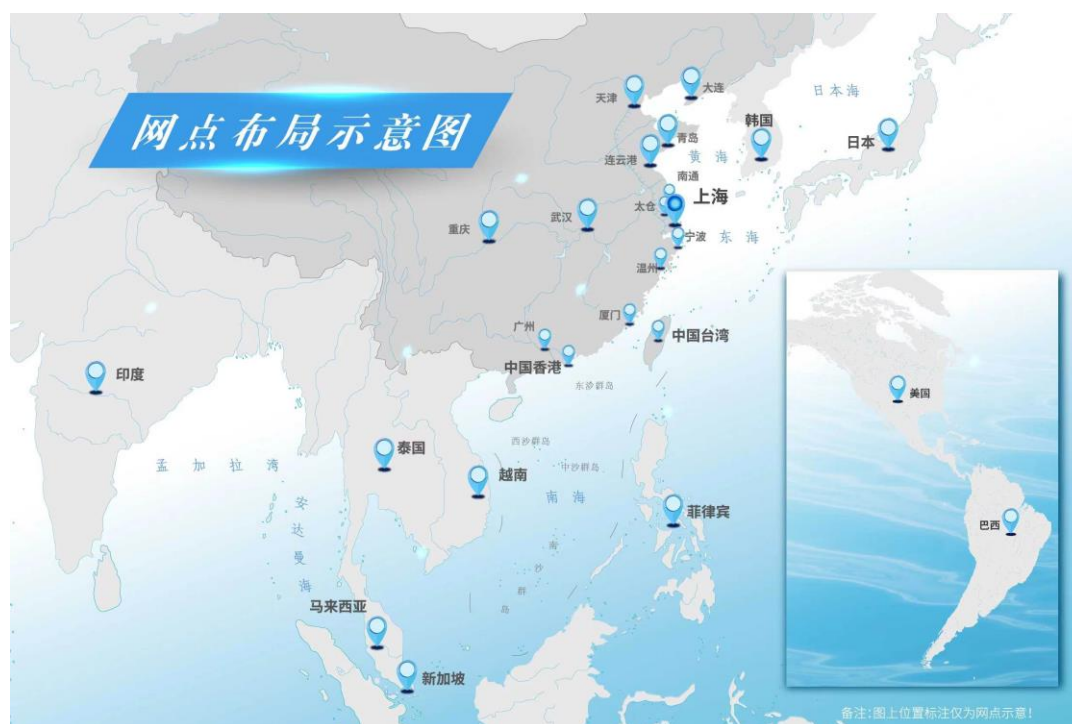 网点布局示意图
天津
大连
日本海
韩国
日本
青岛
连云港
黄海
南通
太仓
上海
武汉
重庆
宁波
东海
温州
厦门
广州
中国台湾
中国香港
东沙群岛
印度
美国
泰国
西沙群岛
中沙群岛
孟加拉湾
越南
南海
安达曼海
菲律宾
巴西
南沙群岛
马来西亚
新加坡
备注:图上位置标注仅为网点示意!